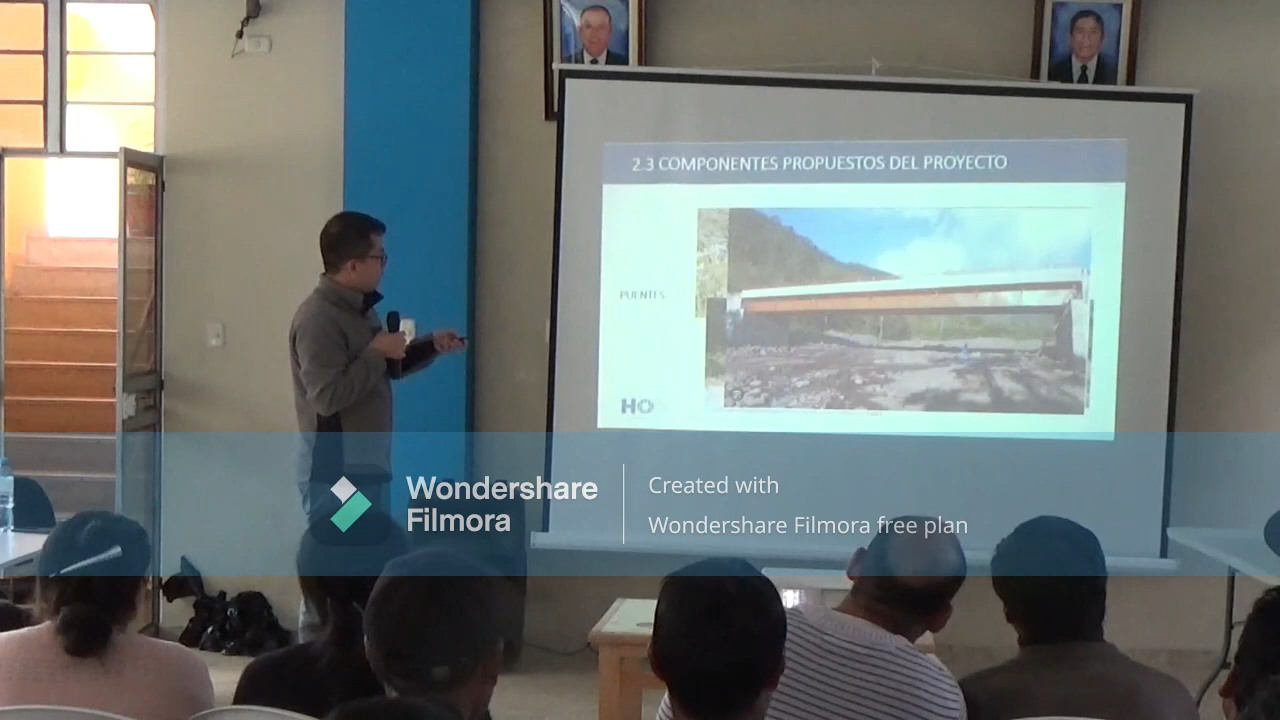 2.3 COMPONENTES PROPUESTOS DEL PROYECTO
PUENTES
HO
Wondershare
Filmora
Created with
Wondershare Filmora free plan